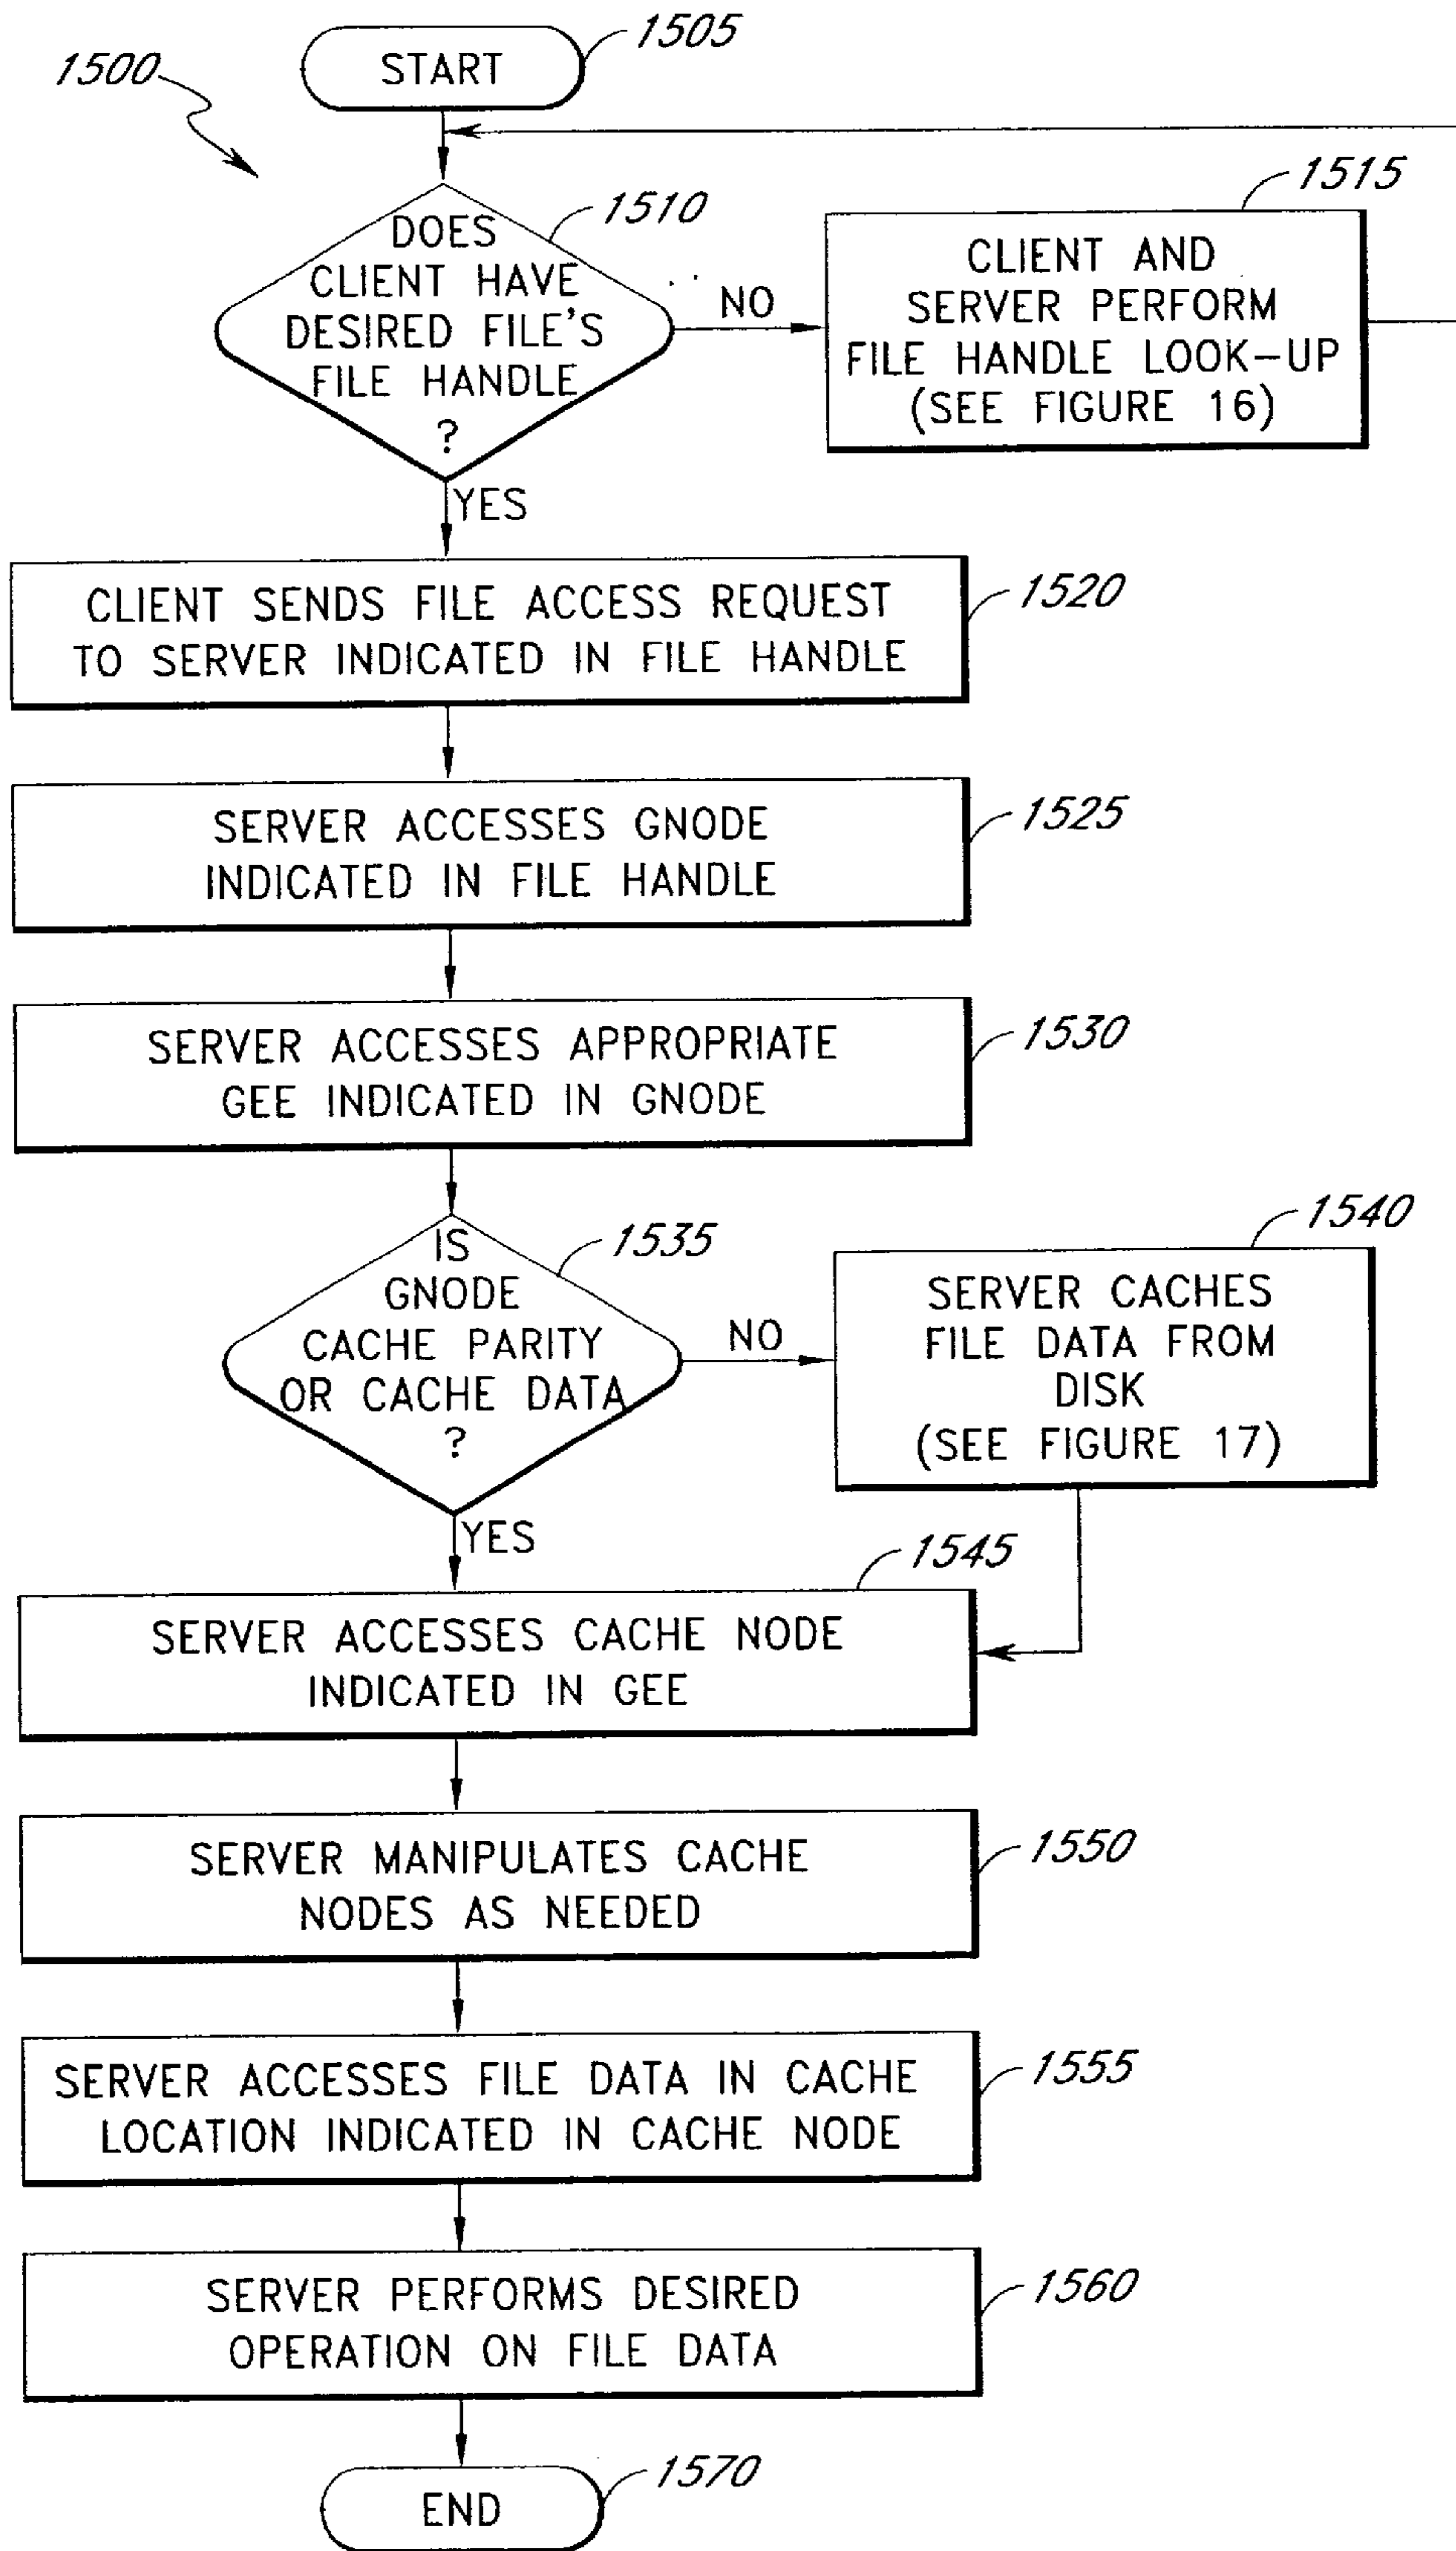 1500
START
1505
DOES
CLIENT HAVE
DESIRED FILE'S
FILE HANDLE
?
1510
NO
CLIENT AND
SERVER PERFORM
FILE HANDLE LOOK-UP
(SEE FIGURE 16)
1515
YES
CLIENT SENDS FILE ACCESS REQUEST
TO SERVER INDICATED IN FILE HANDLE
1520
SERVER ACCESSES GNODE
INDICATED IN FILE HANDLE
1525
SERVER ACCESSES APPROPRIATE
GEE INDICATED IN GNODE
1530
IS
GNODE
CACHE PARITY
OR CACHE DATA
?
1535
NO
SERVER CACHES
FILE DATA FROM
DISK
(SEE FIGURE 17)
1540
YES
SERVER ACCESSES CACHE NODE
INDICATED IN GEE
1545
SERVER MANIPULATES CACHE
NODES AS NEEDED
1550
SERVER ACCESSES FILE DATA IN CACHE
LOCATION INDICATED IN CACHE NODE
1555
SERVER PERFORMS DESIRED
OPERATION ON FILE DATA
1560
END
1570